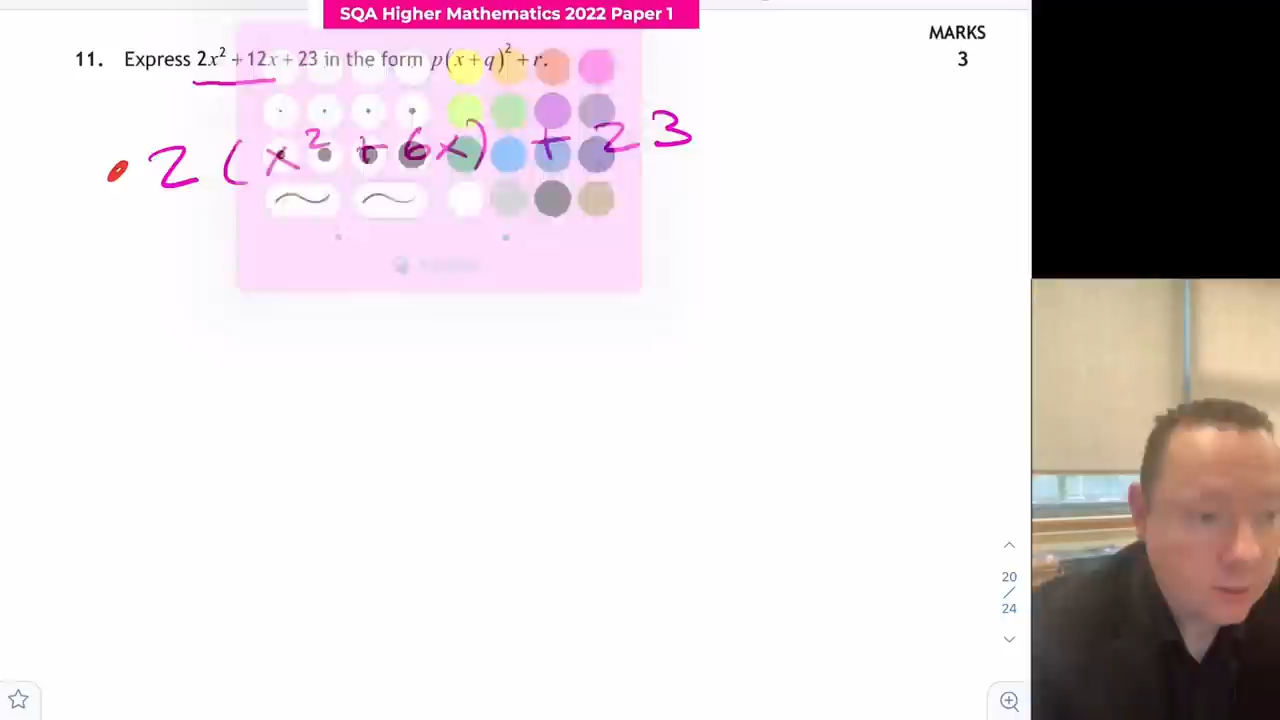 SQA Higher Mathematics 2022 Paper 1
MARKS
11. Express 2x² + 12x + 23 in the form p(x + q)² + r. 3
2(x² + 6x) + 23
20
/
24